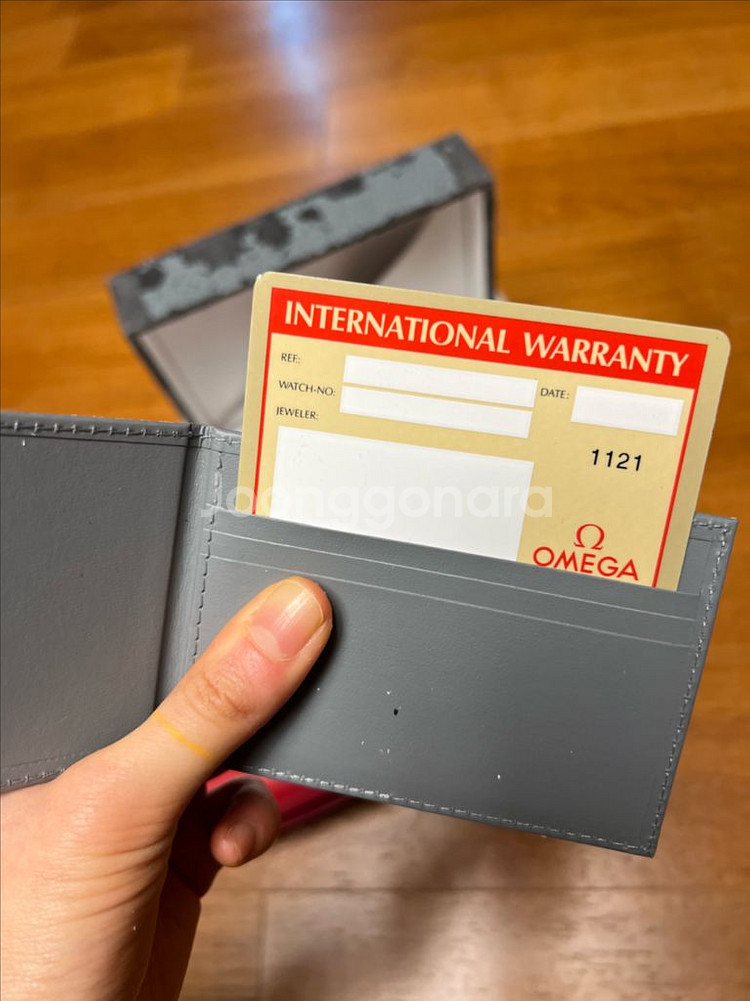 INTERNATIONAL WARRANTY
REF.:
WATCH-NO:
DATE:
JEWELER:
1121
joonggonara
Ω
OMEGA